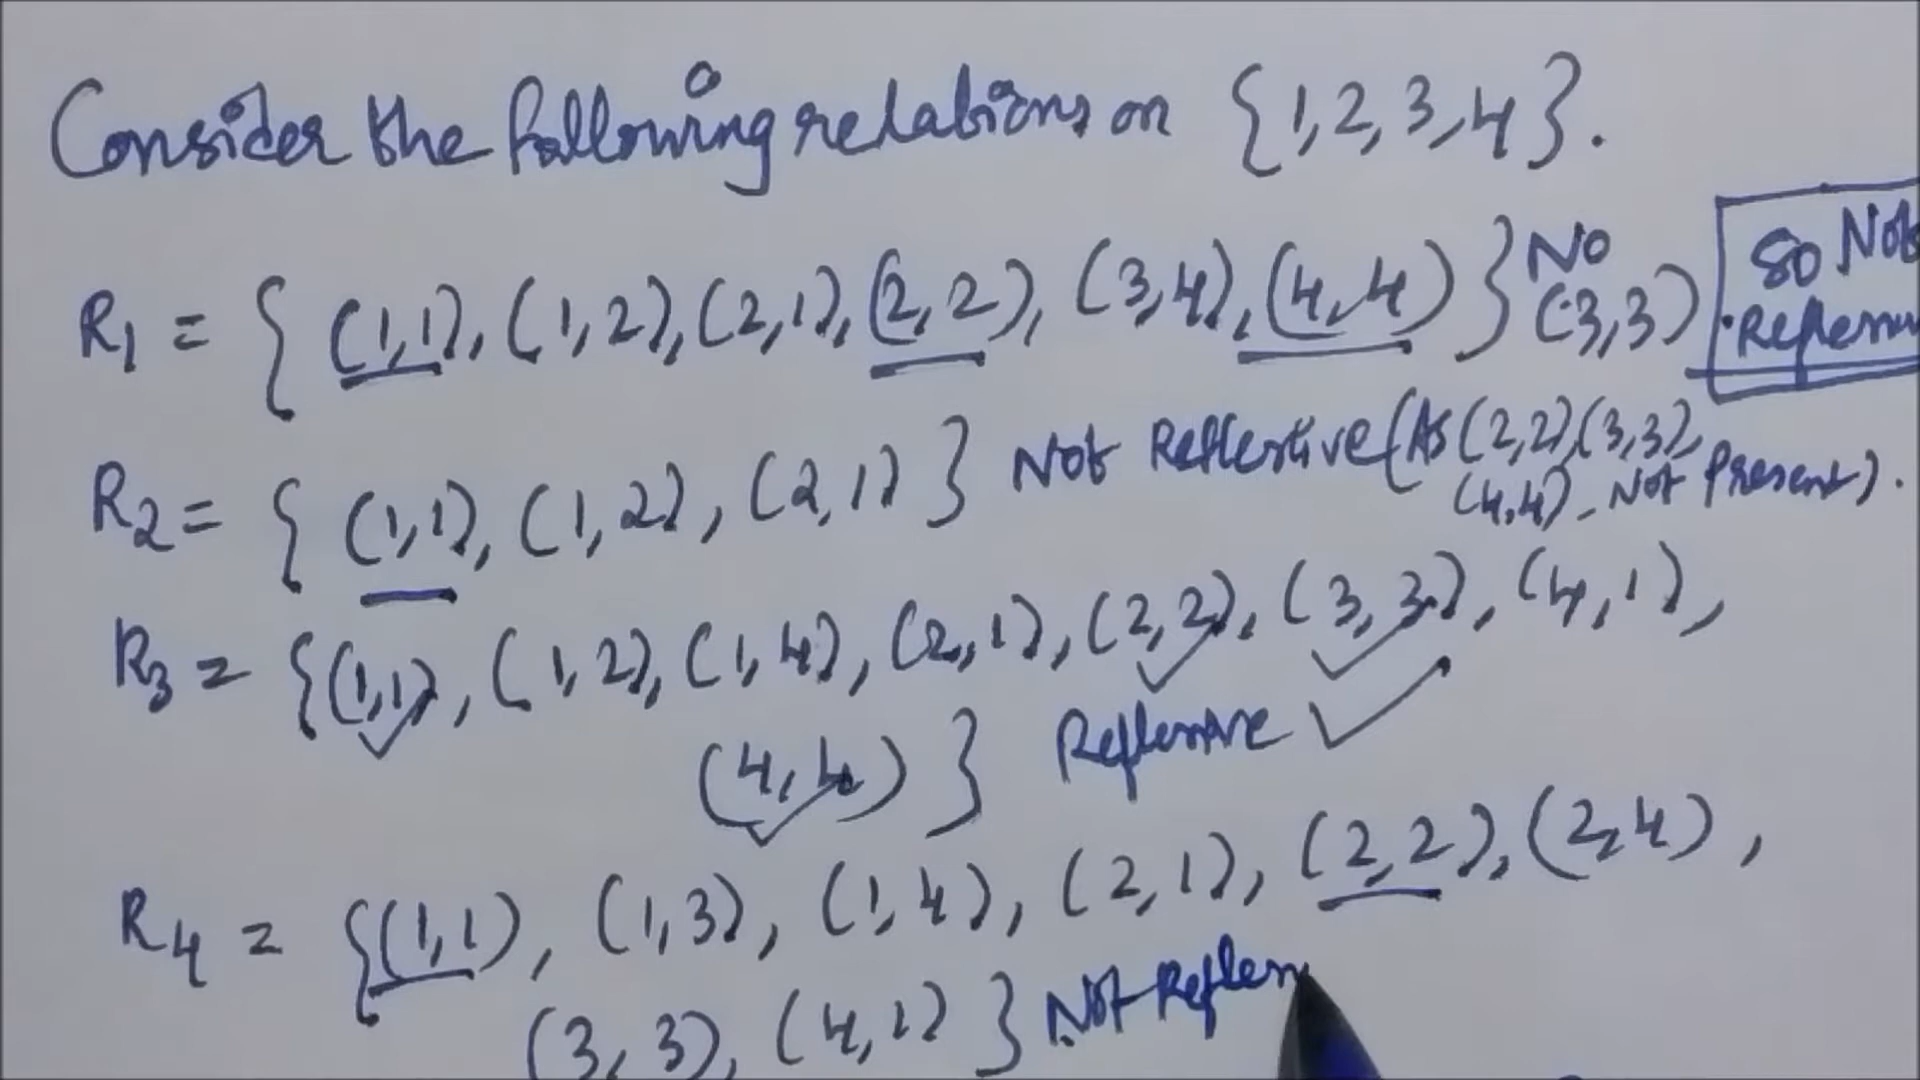 Consider the following relations on {1,2,3,4}.
R1 = { (1,1), (1,2), (2,1), (2,2), (3,4), (4,4) } NO (3,3) So Not
R2 = { (1,1), (1,2), (2,1) } Not Reflexive (As (2,2), (3,3),
(4,4) - Not Present).
R3 = { (1,1), (1,2), (1,4), (2,1), (2,2), (3,3), (4,1),
(4,4) } Reflexive
R4 = { (1,1), (1,3), (1,4), (2,1), (2,2), (2,4),
(3,3), (4,1) } Not